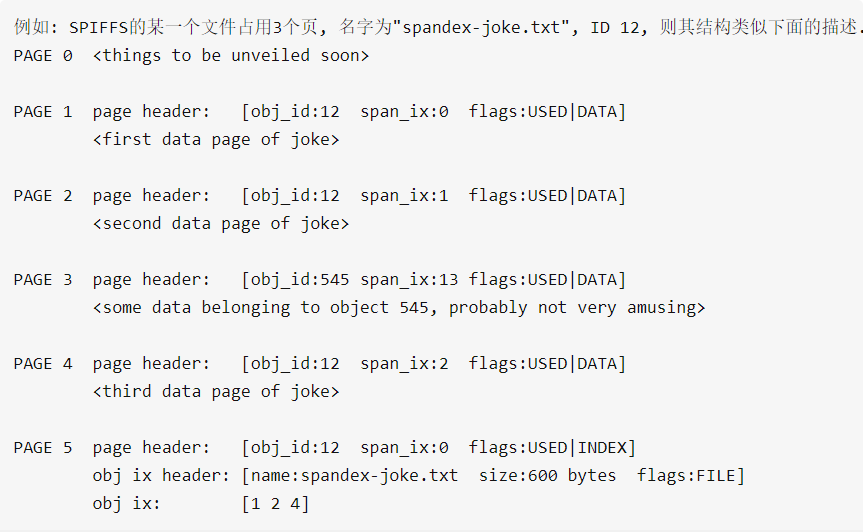 例如: SPIFFS的某一个文件占用3个页, 名字为"spandex-joke.txt", ID 12, 则其结构类似下面的描述.
PAGE 0  <things to be unveiled soon>
PAGE 1  page header:   [obj_id:12  span_ix:0  flags:USED|DATA]
        <first data page of joke>
PAGE 2  page header:   [obj_id:12  span_ix:1  flags:USED|DATA]
        <second data page of joke>
PAGE 3  page header:   [obj_id:545 span_ix:13 flags:USED|DATA]
        <some data belonging to object 545, probably not very amusing>
PAGE 4  page header:   [obj_id:12  span_ix:2  flags:USED|DATA]
        <third data page of joke>
PAGE 5  page header:   [obj_id:12  span_ix:0  flags:USED|INDEX]
        obj ix header: [name:spandex-joke.txt  size:600 bytes  flags:FILE]
        obj ix:        [1 2 4]